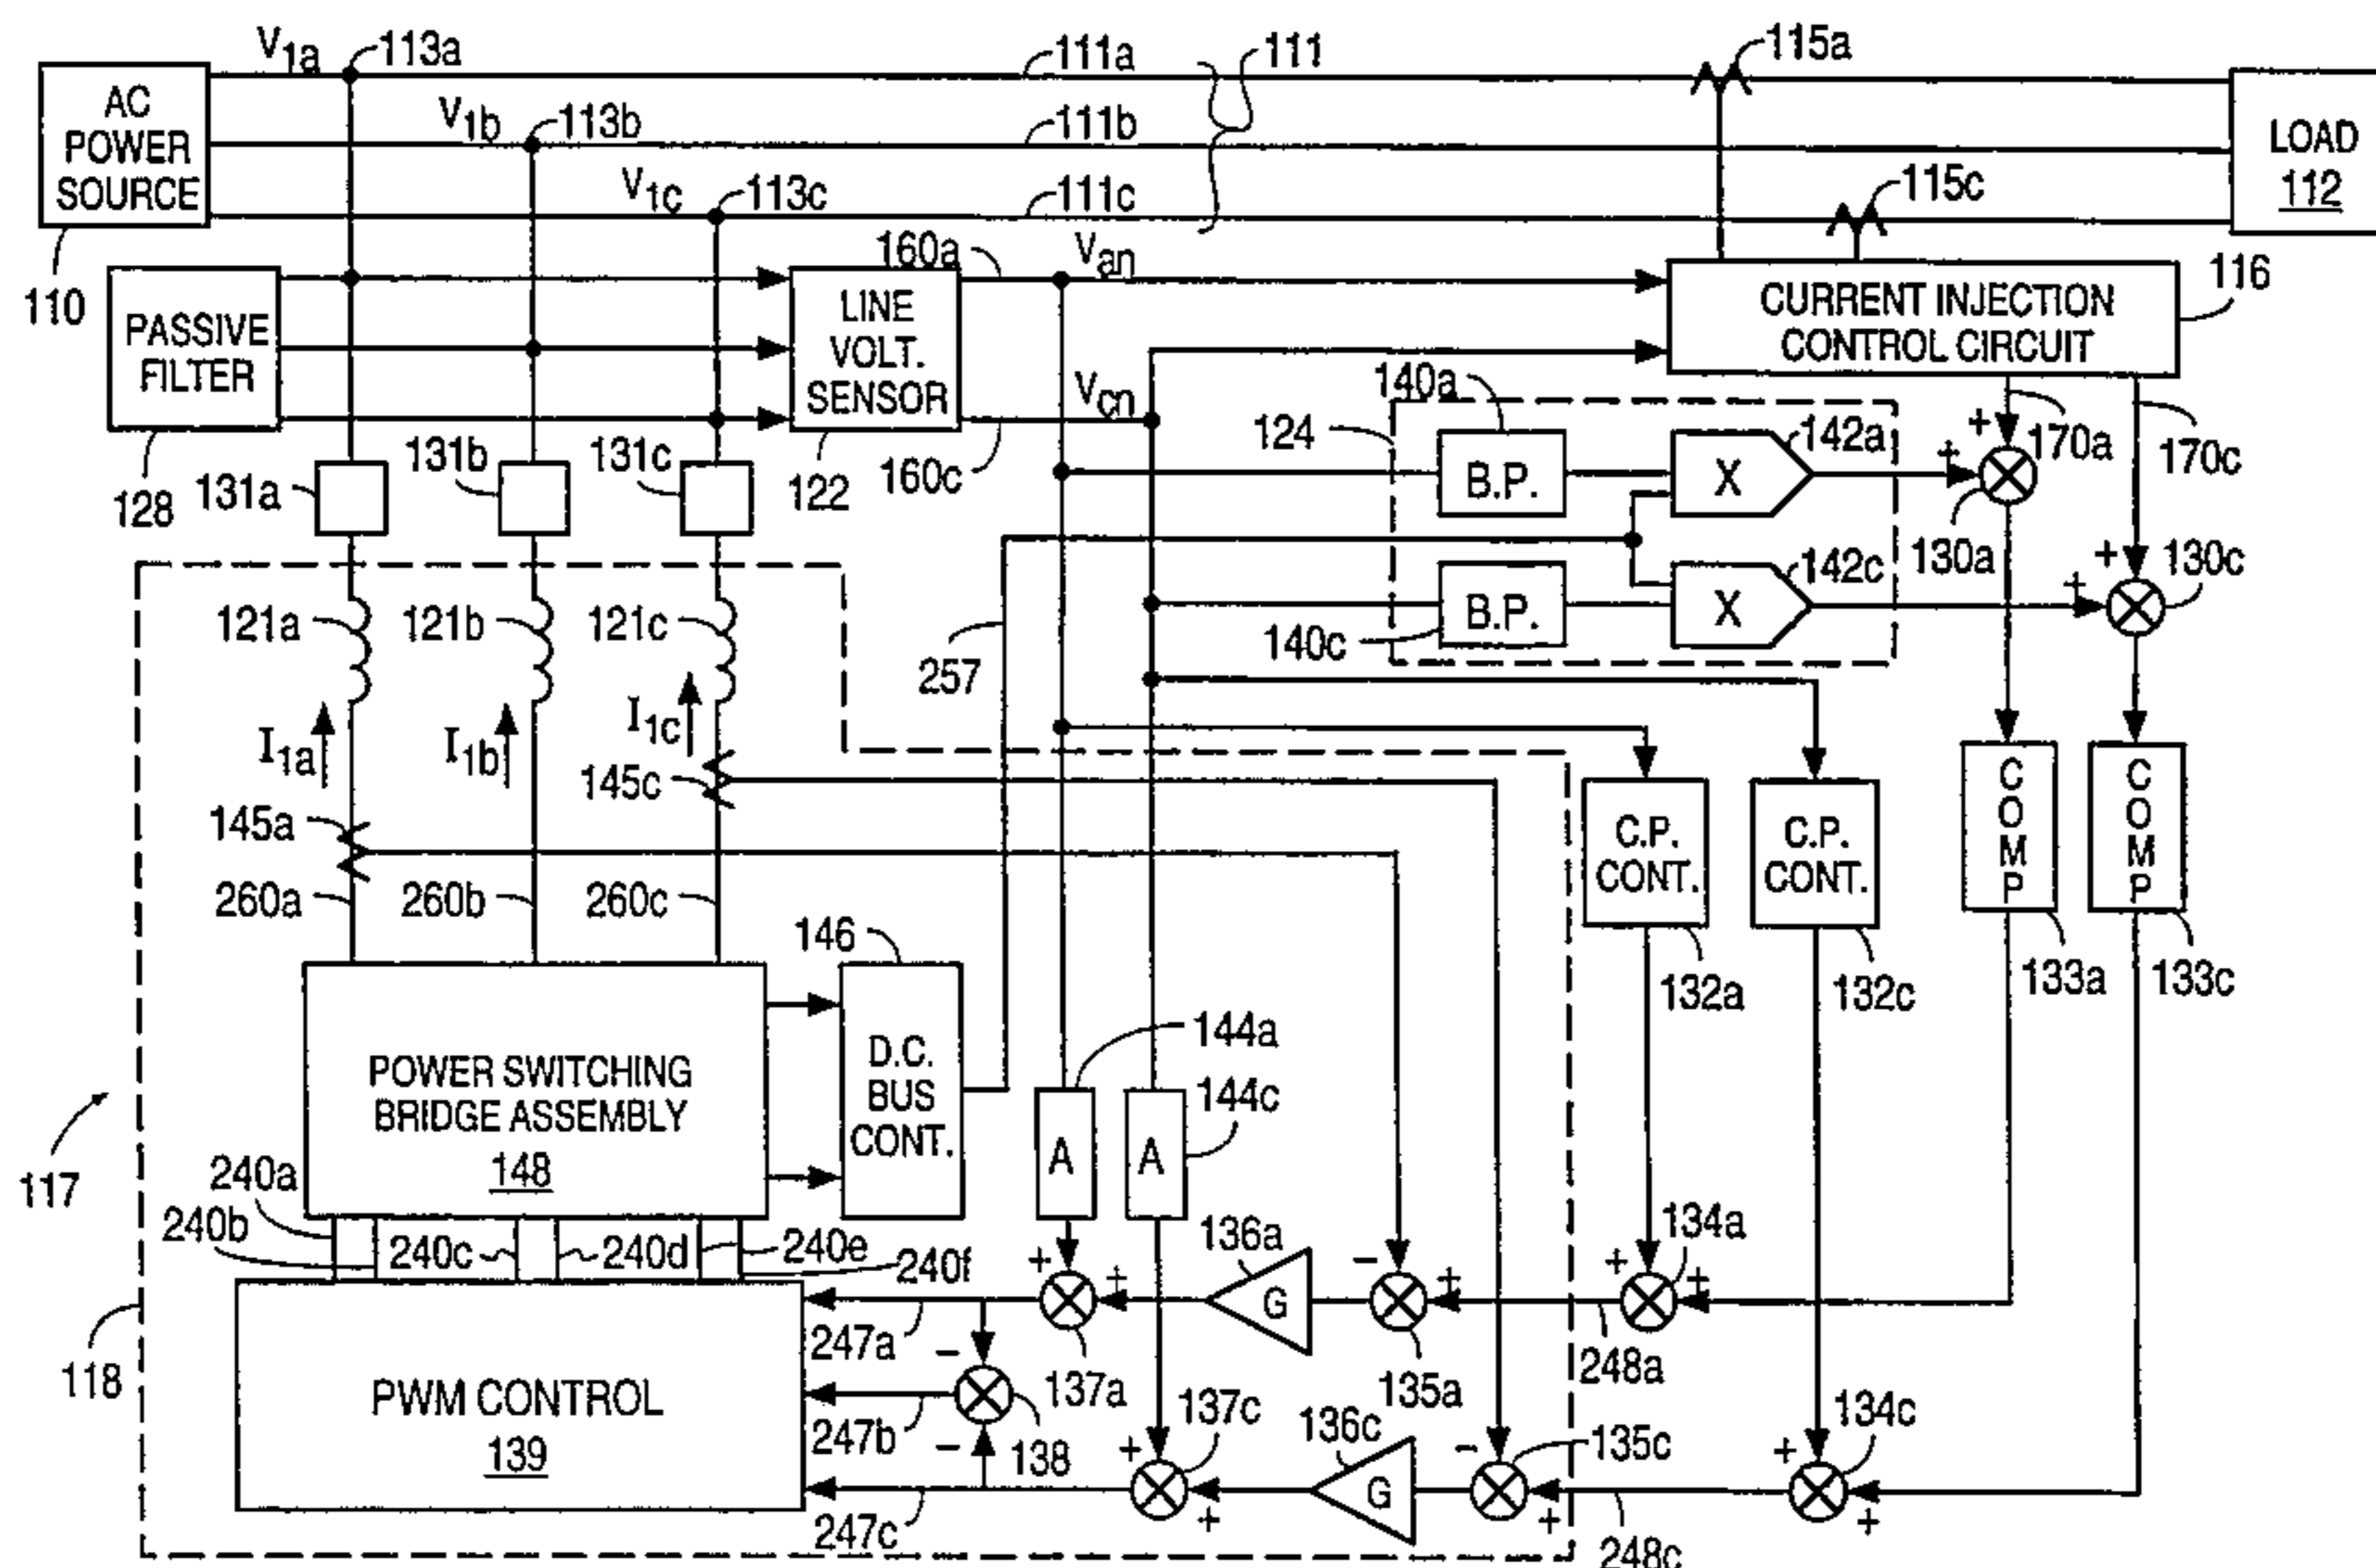 V1a
113a
111a
111
115a
AC
POWER
SOURCE
V1b
113b
111b
LOAD
112
V1c
113c
111c
115c
110
160a
Van
116
PASSIVE
FILTER
LINE
VOLT.
SENSOR
CURRENT INJECTION
CONTROL CIRCUIT
Vcn
140a
124
142a
+
170a
170c
128
131a
131b
131c
122
160c
B.P.
X
+
130a
+
130c
121a
121b
121c
257
140c
B.P.
X
142c
+
I1a
I1b
I1c
145c
145a
C.P.
CONT.
C.P.
CONT.
COMP
COMP
260a
260b
260c
146
132a
132c
133a
133c
144a
D.C.
BUS
CONT.
POWER SWITCHING
BRIDGE ASSEMBLY
148
A
A
144c
117
240a
240b
240c
240d
240e
240f
136a
134a
+
+
G
-
+
+
+
247a
-
137a
135a
248a
118
PWM CONTROL
139
247b
-
138
137c
136c
135c
134c
247c
+
+
G
-
+
248c
+
+